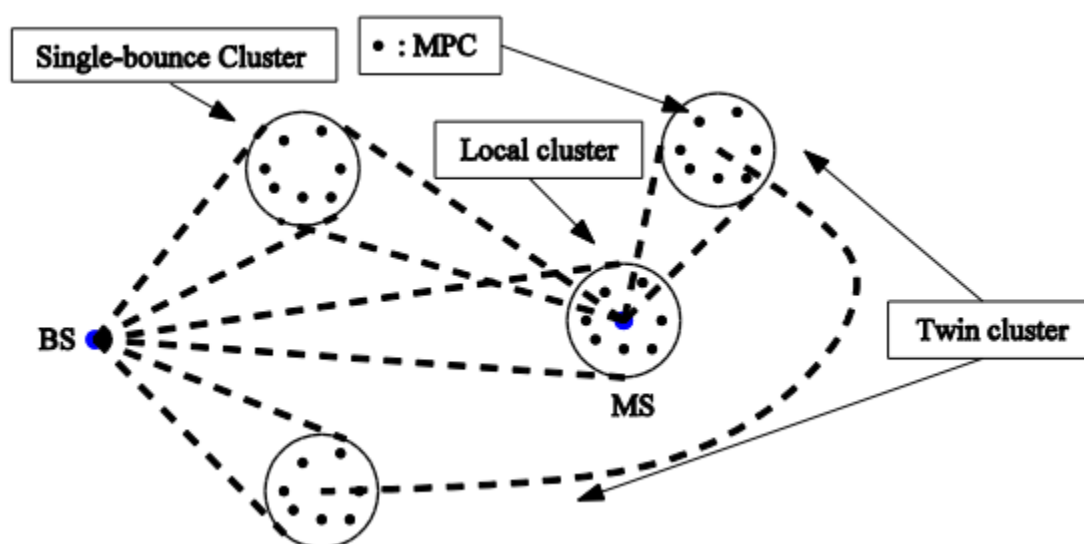 Single-bounce Cluster
• : MPC
Local cluster
BS
Twin cluster
MS